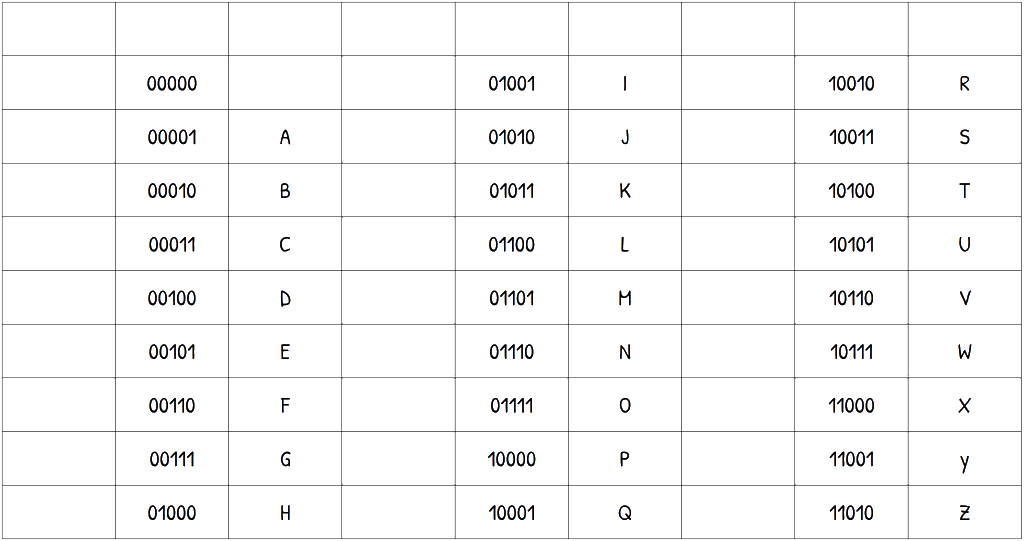 00000 01001 I 10010 R
00001 A 01010 J 10011 S
00010 B 01011 K 10100 T
00011 C 01100 L 10101 U
00100 D 01101 M 10110 V
00101 E 01110 N 10111 W
00110 F 01111 O 11000 X
00111 G 10000 P 11001 y
01000 H 10001 Q 11010 Z